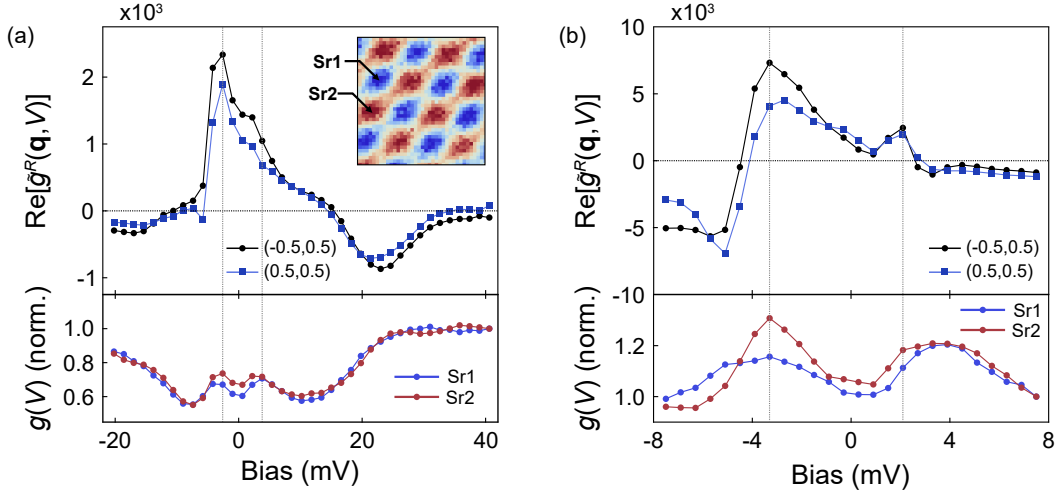 (a)
x10³
Re[g̃ᴿ(q,V)]
2
1
0
-1
Sr1
Sr2
(-0.5,0.5)
(0.5,0.5)
g(V) (norm.)
1.0
0.8
0.6
Sr1
Sr2
-20
0
20
40
Bias (mV)
(b)
x10³
Re[g̃ᴿ(q,V)]
10
5
0
-5
-10
(-0.5,0.5)
(0.5,0.5)
g(V) (norm.)
1.2
1.0
Sr1
Sr2
-8
-4
0
4
8
Bias (mV)